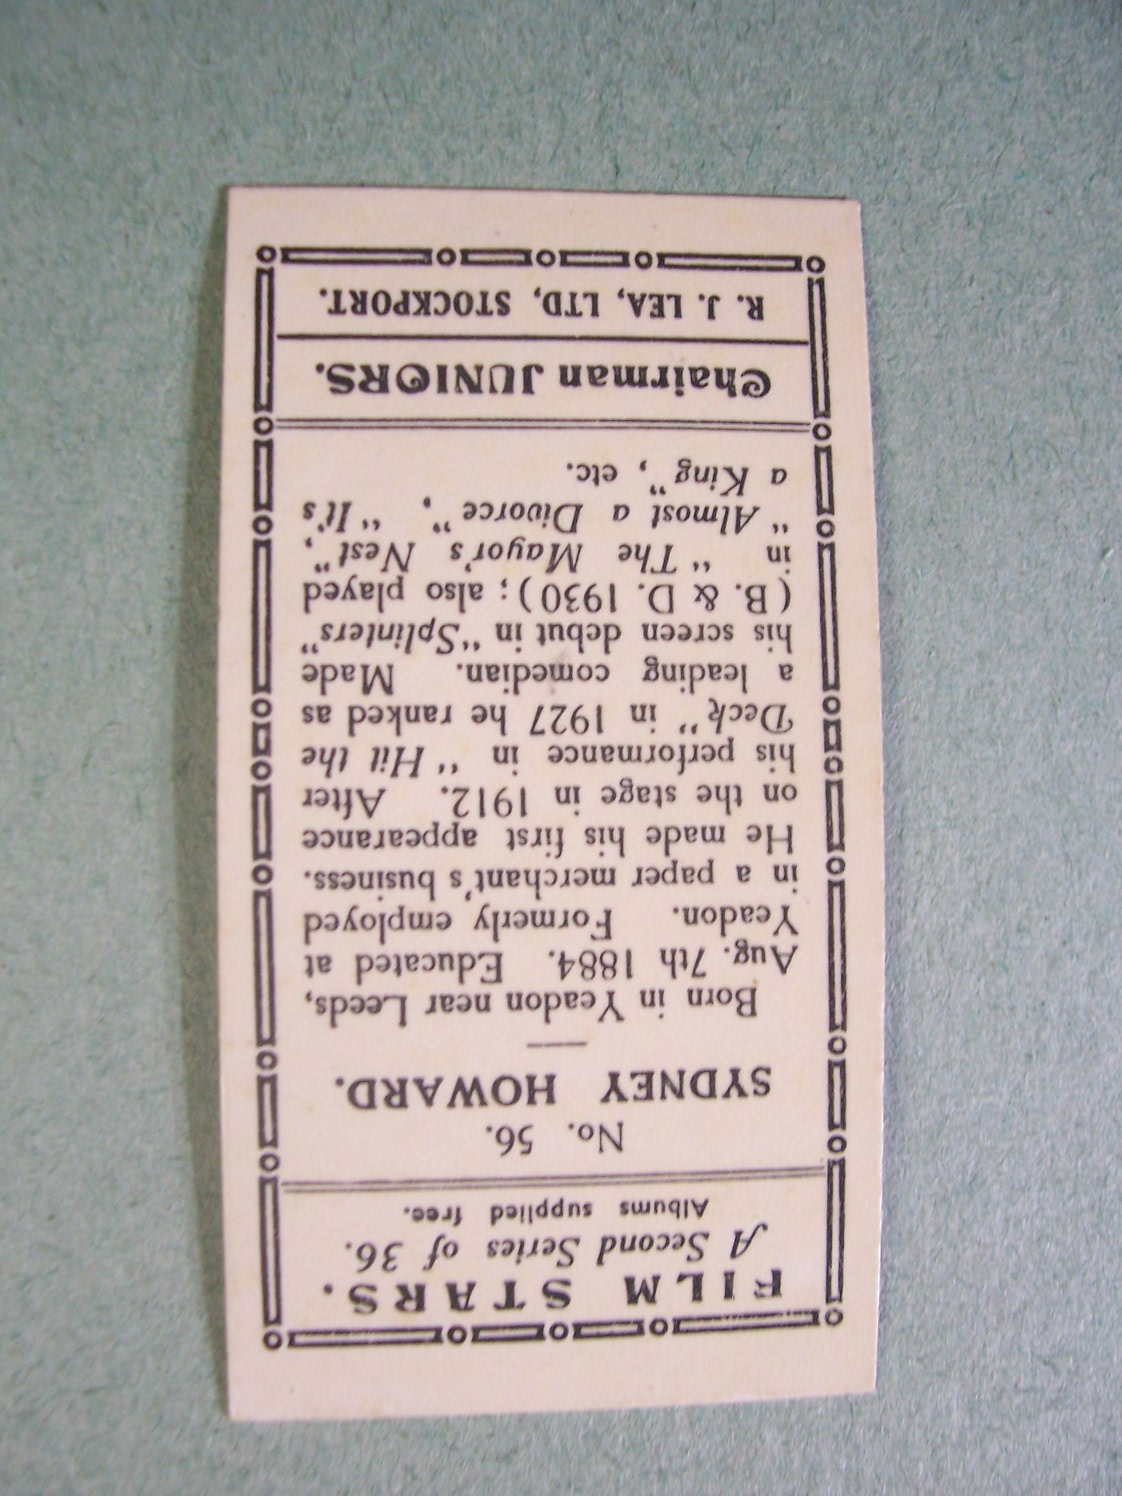 FILM STARS.
A Second Series of 36.
Albums supplied free.
No. 56.
SYDNEY HOWARD.
Born in Yeadon near Leeds,
Aug. 7th 1884. Educated at
Yeadon. Formerly employed
in a paper merchant's business.
He made his first appearance
on the stage in 1912. After
his performance in "Hit the
Deck" in 1927 he ranked as
a leading comedian. Made
his screen debut in "Splinters"
(B. & D. 1930); also played
in "The Mayor's Nest",
"Almost a Divorce", "It's
a King", etc.
Chairman JUNIORS.
R. J. LEA, LTD, STOCKPORT.